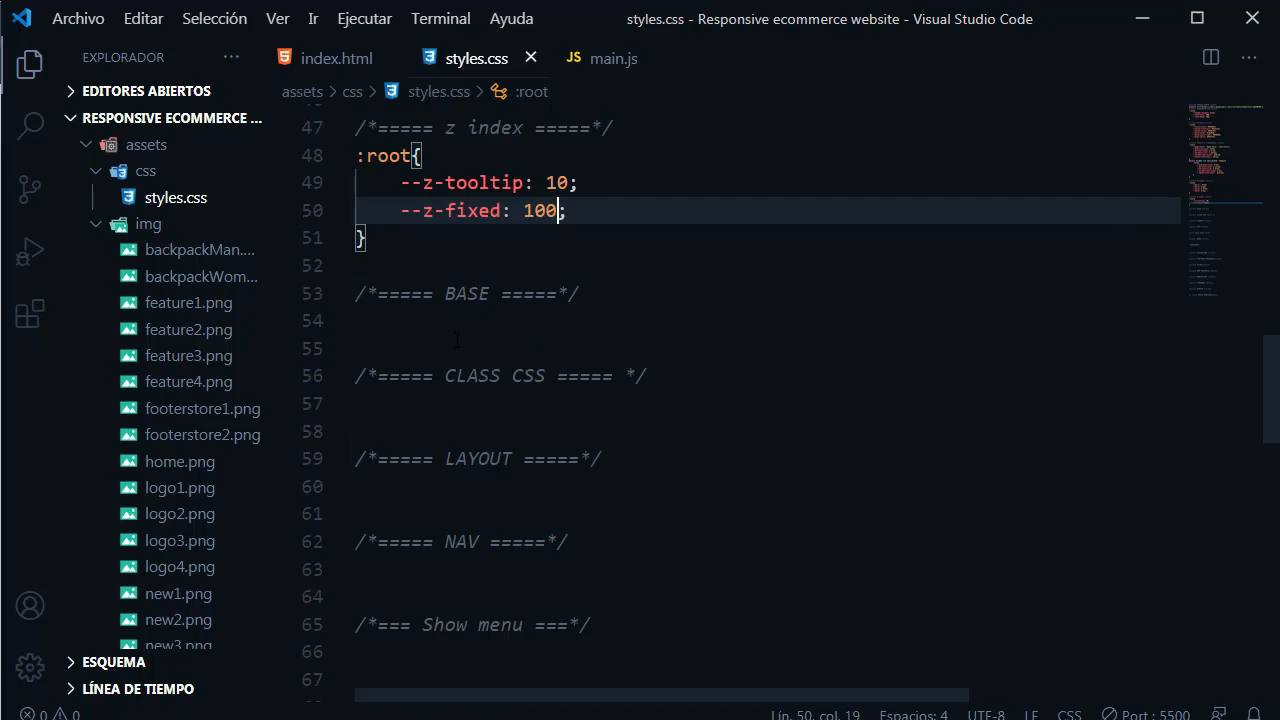 Archivo Editar Selección Ver Ir Ejecutar Terminal Ayuda styles.css - Responsive ecommerce website - Visual Studio Code
EXPLORADOR
EDITORES ABIERTOS
RESPONSIVE ECOMMERCE ...
assets
css
styles.css
img
backpackMan....
backpackWom...
feature1.png
feature2.png
feature3.png
feature4.png
footerstore1.png
footerstore2.png
home.png
logo1.png
logo2.png
logo3.png
logo4.png
new1.png
new2.png
new3.png
ESQUEMA
LÍNEA DE TIEMPO
index.html styles.css JS main.js
assets > css > styles.css > :root
47 /*===== z index =====*/
48 :root{
49 --z-tooltip: 10;
50 --z-fixed: 100;
51 }
52
53 /*===== BASE =====*/
54
55
56 /*===== CLASS CSS ===== */
57
58
59 /*===== LAYOUT =====*/
60
61
62 /*===== NAV =====*/
63
64
65 /*=== Show menu ===*/
66
67
0 0 Lín. 50, col. 19 Espacios: 4 UTF-8 LF CSS Port : 5500